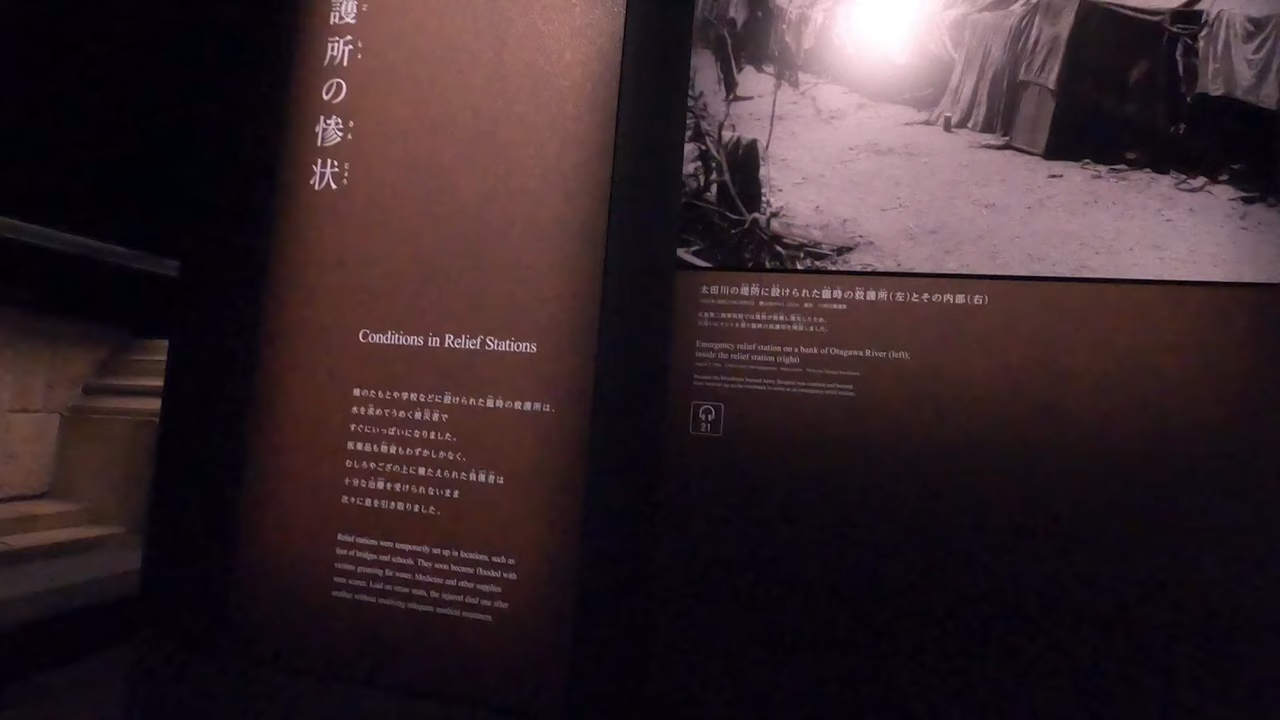 護所の惨状
Conditions in Relief Stations
橋のたもとや学校などに設けられた臨時の救護所は、
水を求めてうめく被災者で
すぐにいっぱいになりました。
医薬品も物資もわずかしかなく、
むしろやござの上に横たえられた負傷者は
十分な治療を受けられないまま
次々に息を引き取りました。
Relief stations were temporarily set up in locations, such as
foot of bridges and schools. They soon became flooded with
victims groaning for water. Medicine and other supplies
were scarce. Laid on straw mats, the injured died one after
another without receiving adequate medical treatment.
太田川の堤防に設けられた臨時の救護所(左)とその内部(右)
Emergency relief station on a bank of Otagawa River (left);
inside the relief station (right)
21